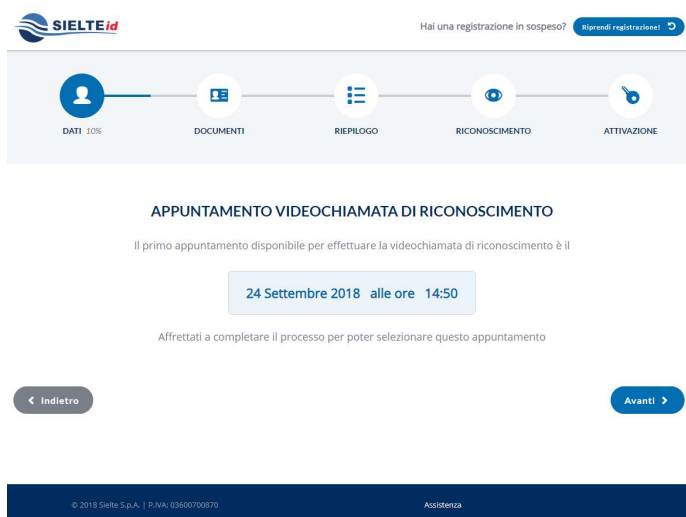 SIELTEid
Hai una registrazione in sospeso? Riprendi registrazione!
DATI 10% DOCUMENTI RIEPILOGO RICONOSCIMENTO ATTIVAZIONE
APPUNTAMENTO VIDEOCHIAMATA DI RICONOSCIMENTO
Il primo appuntamento disponibile per effettuare la videochiamata di riconoscimento è il
24 Settembre 2018 alle ore 14:50
Affrettati a completare il processo per poter selezionare questo appuntamento
Indietro Avanti
© 2018 Sielte S.p.A. | P.IVA: 03600700870 Assistenza